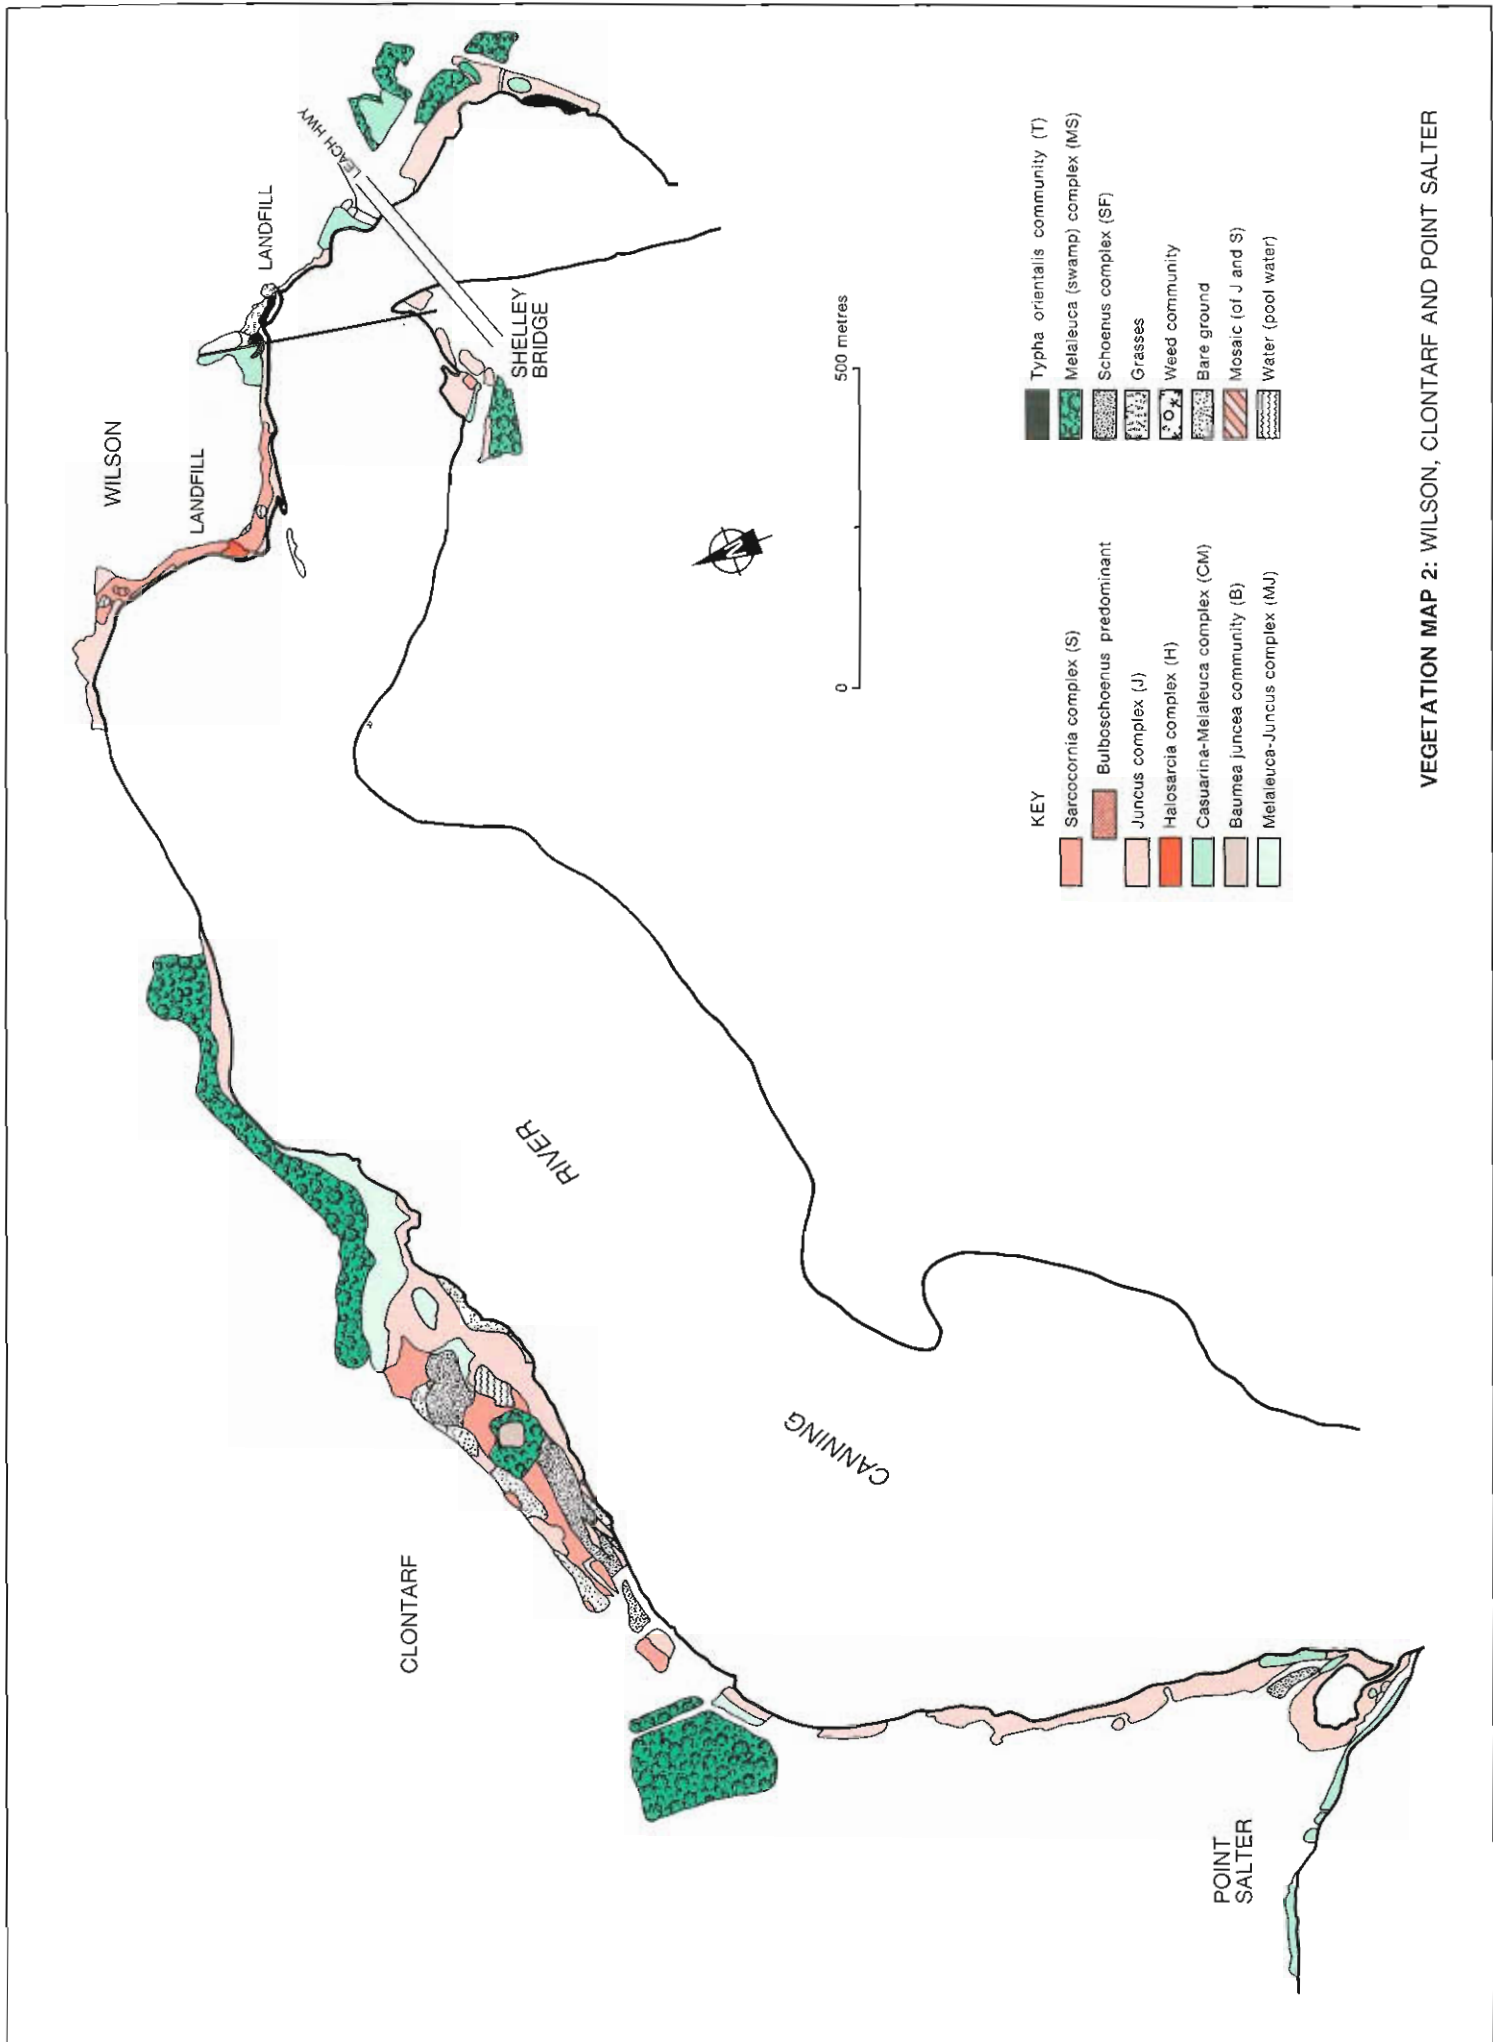 WILSON
LANDFILL
LANDFILL
LEACH HWY
SHELLEY
BRIDGE
RIVER
CANNING
CLONTARF
POINT
SALTER
N
0
500 metres
KEY
Sarcocornia complex (S)
Bulboschoenus predominant
Juncus complex (J)
Halosarcia complex (H)
Casuarina-Melaleuca complex (CM)
Baumea juncea community (B)
Melaleuca-Juncus complex (MJ)
Typha orientalis community (T)
Melaleuca (swamp) complex (MS)
Schoenus complex (SF)
Grasses
Weed community
Bare ground
Mosaic (of J and S)
Water (pool water)
VEGETATION MAP 2: WILSON, CLONTARF AND POINT SALTER